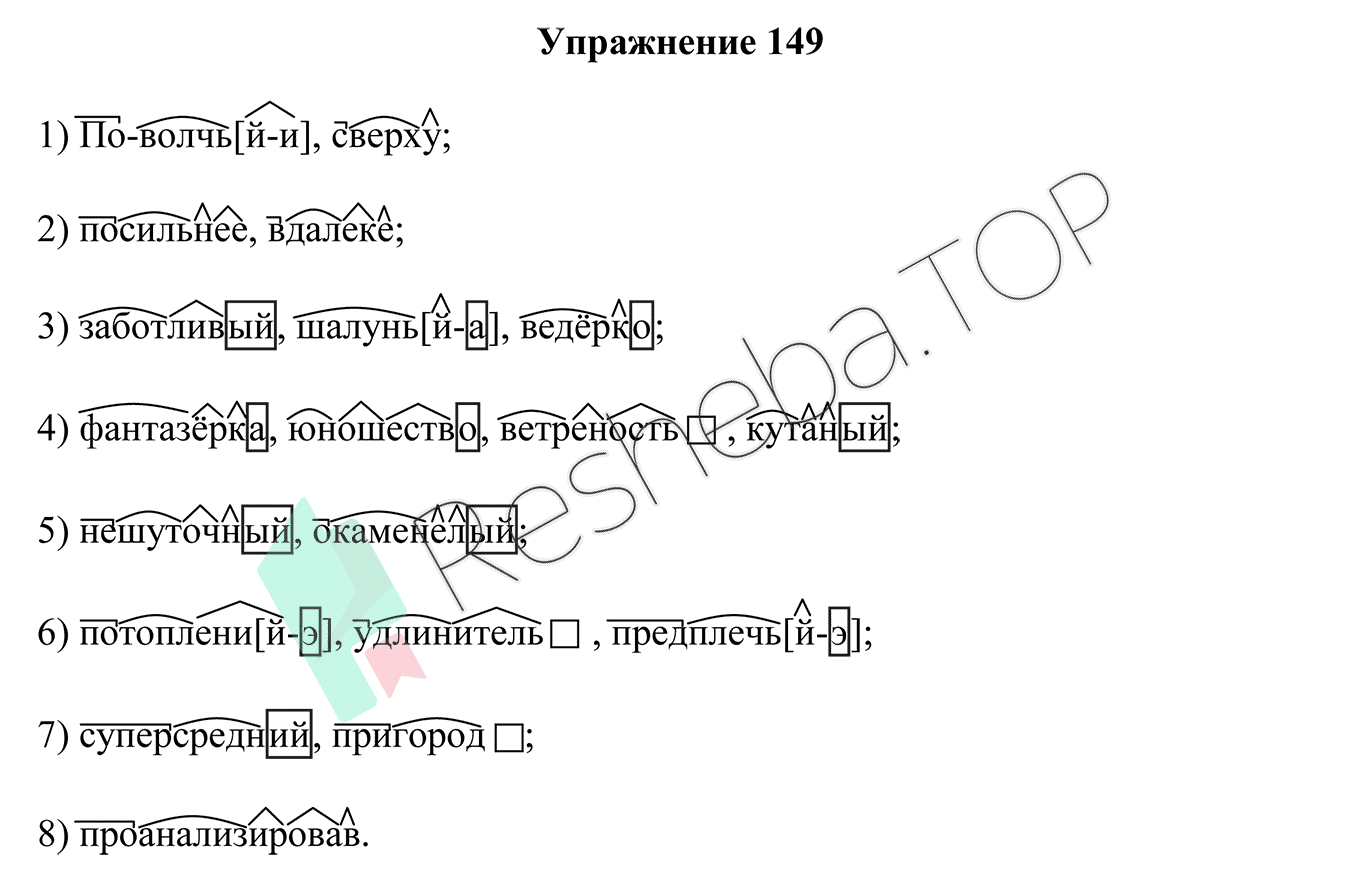 Упражнение 149
1) По-волчь[й-и], сверху;
2) посильнее, вдалеке;
3) заботливый, шалунь[й-а], ведёрко;
4) фантазёрка, юношество, ветреность , кутаный;
5) нешуточный, окаменелый;
6) потоплени[й-э], удлинитель , предплечь[й-э];
7) суперсредний, пригород ;
8) проанализировав.
Resheba.TOP